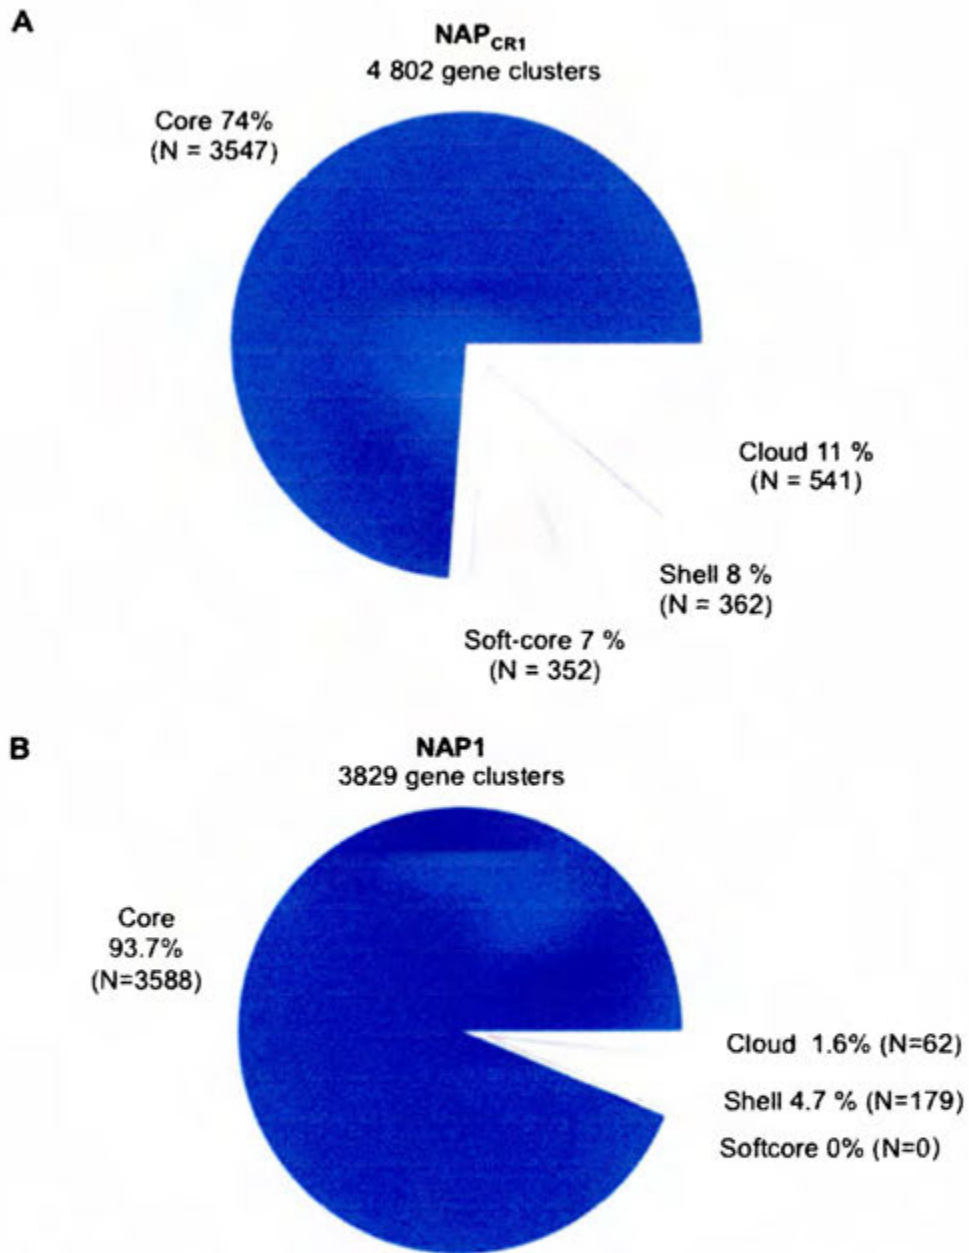 A
NAPCR1
4 802 gene clusters
Core 74%
(N = 3547)
Cloud 11 %
(N = 541)
Shell 8 %
(N = 362)
Soft-core 7 %
(N = 352)
B
NAP1
3829 gene clusters
Core
93.7%
(N=3588)
Cloud 1.6% (N=62)
Shell 4.7 % (N=179)
Softcore 0% (N=0)